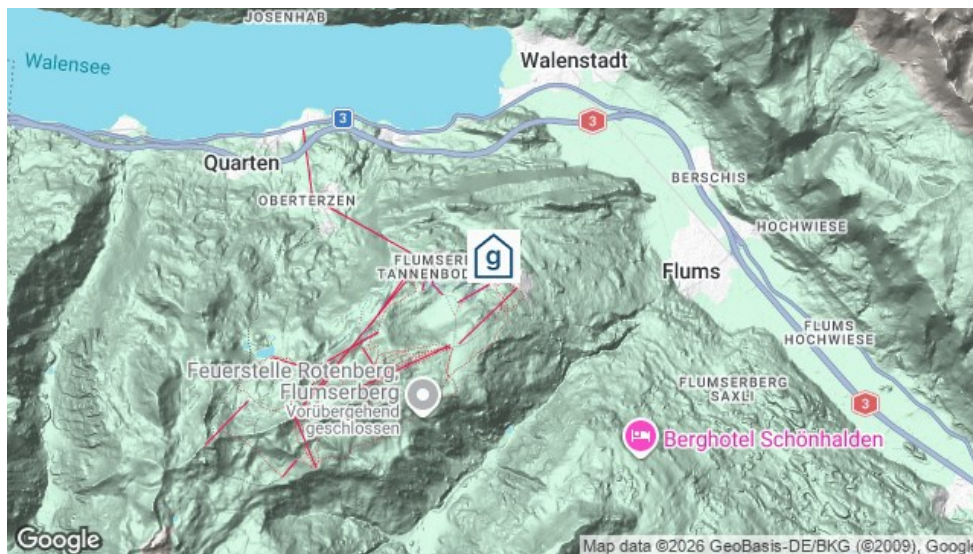 JOSENHAB
Walensee
Walenstadt
3
3
Quarten
BERSCHIS
OBERTERZEN
HOCHWIESE
FLUMSERB
TANNENBOD
g
Flums
FLUMS
HOCHWIESE
Feuerstelle Rotenberg,
Flumserberg
Vorübergehend
geschlossen
FLUMSERBERG
SAXLI
3
Berghotel Schönhalden
Google
Map data ©2026 GeoBasis-DE/BKG (©2009), Google